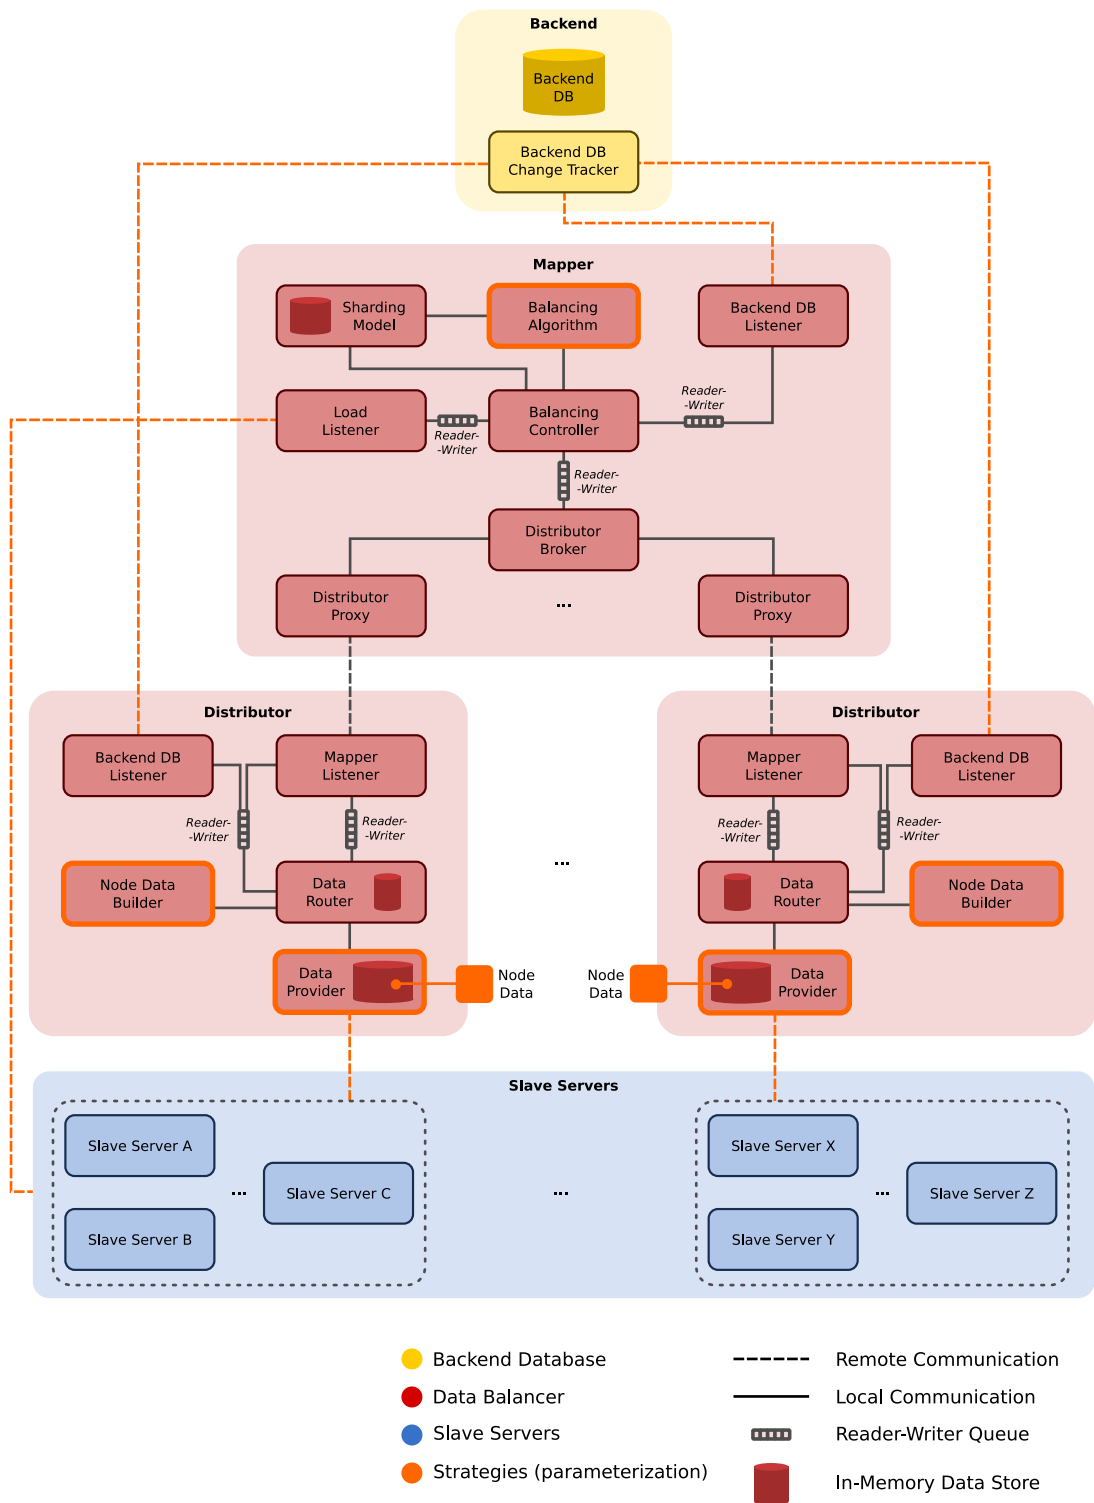 Backend
Backend
DB
Backend DB
Change Tracker
Mapper
Sharding
Model
Balancing
Algorithm
Backend DB
Listener
Load
Listener
Reader-
-Writer
Balancing
Controller
Reader-
-Writer
Reader-
-Writer
Distributor
Broker
Distributor
Proxy
...
Distributor
Proxy
Distributor
Backend DB
Listener
Mapper
Listener
Reader-
-Writer
Reader-
-Writer
Node Data
Builder
Data
Router
Data
Provider
Node
Data
...
Distributor
Mapper
Listener
Backend DB
Listener
Reader-
-Writer
Reader-
-Writer
Data
Router
Node Data
Builder
Node
Data
Data
Provider
Slave Servers
Slave Server A
...
Slave Server C
Slave Server B
...
Slave Server X
...
Slave Server Z
Slave Server Y
Backend Database
Data Balancer
Slave Servers
Strategies (parameterization)
Remote Communication
Local Communication
Reader-Writer Queue
In-Memory Data Store